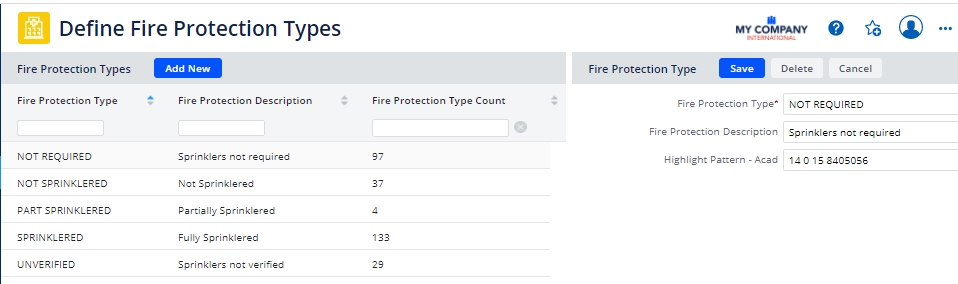 Define Fire Protection Types
MY COMPANY
INTERNATIONAL
?
...
Fire Protection Types Add New
Fire Protection Type Fire Protection Description Fire Protection Type Count
NOT REQUIRED Sprinklers not required 97
NOT SPRINKLERED Not Sprinklered 37
PART SPRINKLERED Partially Sprinklered 4
SPRINKLERED Fully Sprinklered 133
UNVERIFIED Sprinklers not verified 29
Fire Protection Type Save Delete Cancel
Fire Protection Type* NOT REQUIRED
Fire Protection Description Sprinklers not required
Highlight Pattern - Acad 14 0 15 8405056